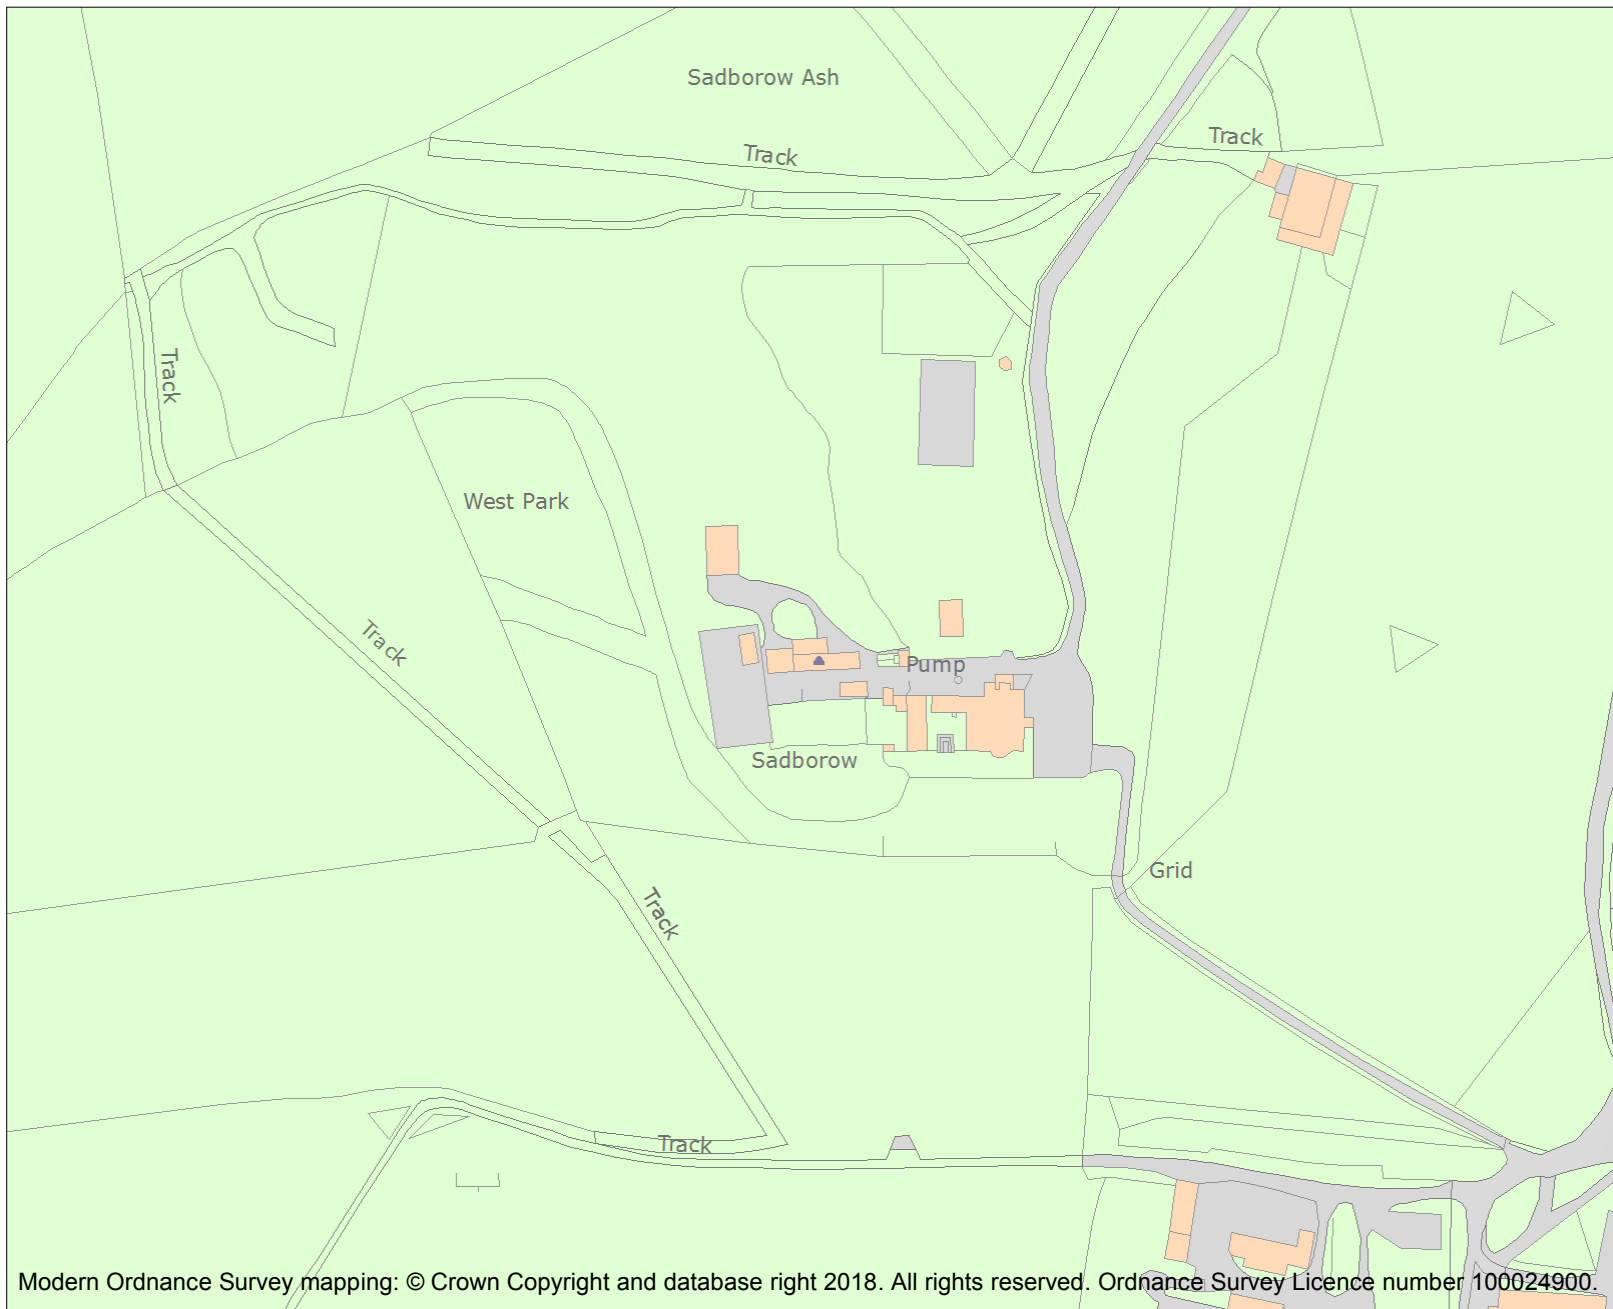 Sadborow Ash
Track
Track
Track
West Park
Track
Pump
Sadborow
Grid
Track
Track
Modern Ordnance Survey mapping: © Crown Copyright and database right 2018. All rights reserved. Ordnance Survey Licence number 100024900.